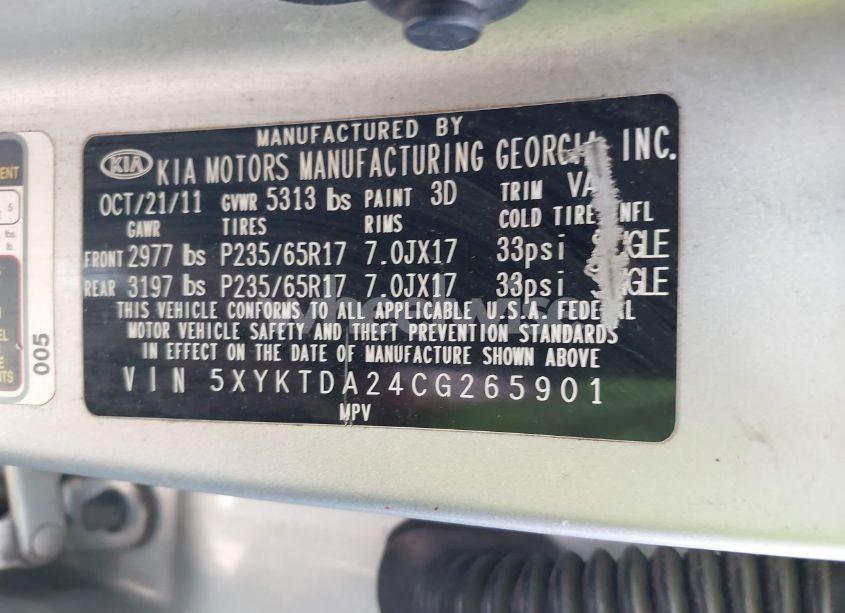 MANUFACTURED BY
KIA KIA MOTORS MANUFACTURING GEORGIA, INC.
OCT/21/11 GVWR 5313 lbs PAINT 3D TRIM VA
GAWR TIRES RIMS COLD TIRE INFL
FRONT 2977 lbs P235/65R17 7.0JX17 33psi SINGLE
REAR 3197 lbs P235/65R17 7.0JX17 33psi SINGLE
THIS VEHICLE CONFORMS TO ALL APPLICABLE U.S.A. FEDERAL
MOTOR VEHICLE SAFETY AND THEFT PREVENTION STANDARDS
IN EFFECT ON THE DATE OF MANUFACTURE SHOWN ABOVE
VIN 5XYKTDA24CG265901
MPV
005